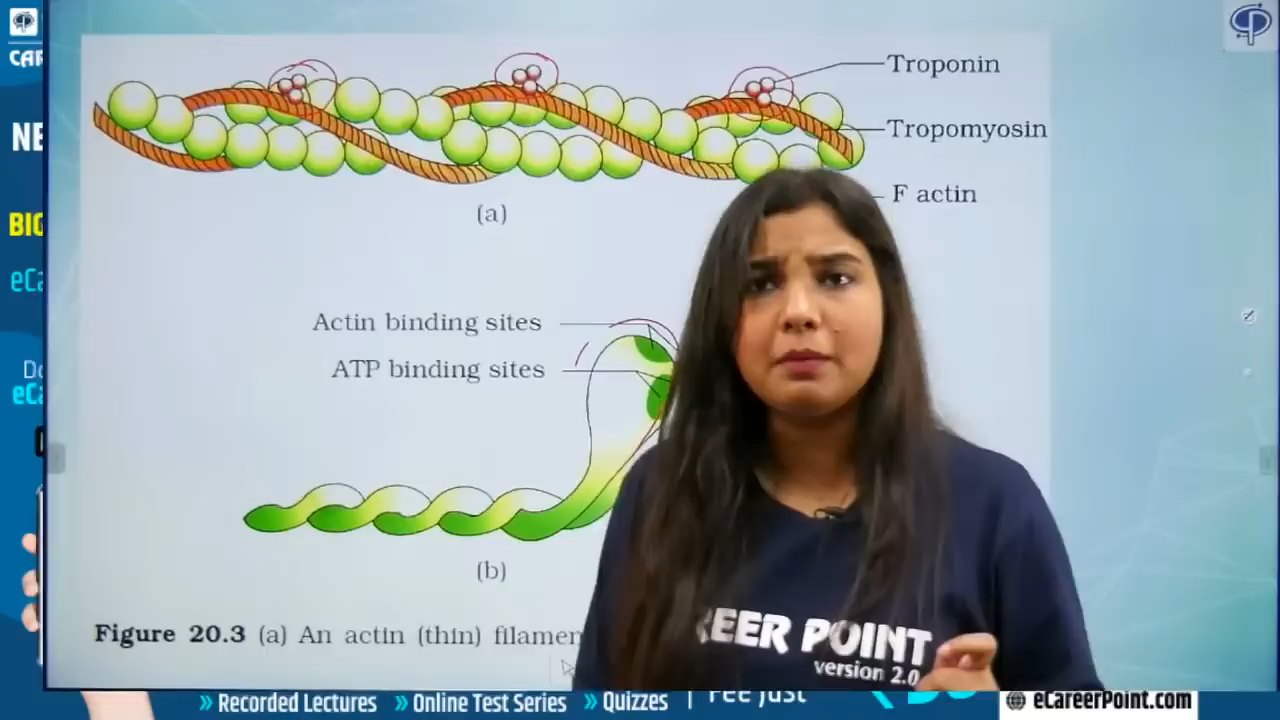 CAR
Troponin
NE
Tropomyosin
F actin
BIO
(a)
eCa
Actin binding sites
ATP binding sites
Do
eCa
(b)
Figure 20.3 (a) An actin (thin) filamen
REER POINT
version 2.0
» Recorded Lectures » Online Test Series » Quizzes | Fee Just
eCareerPoint.com